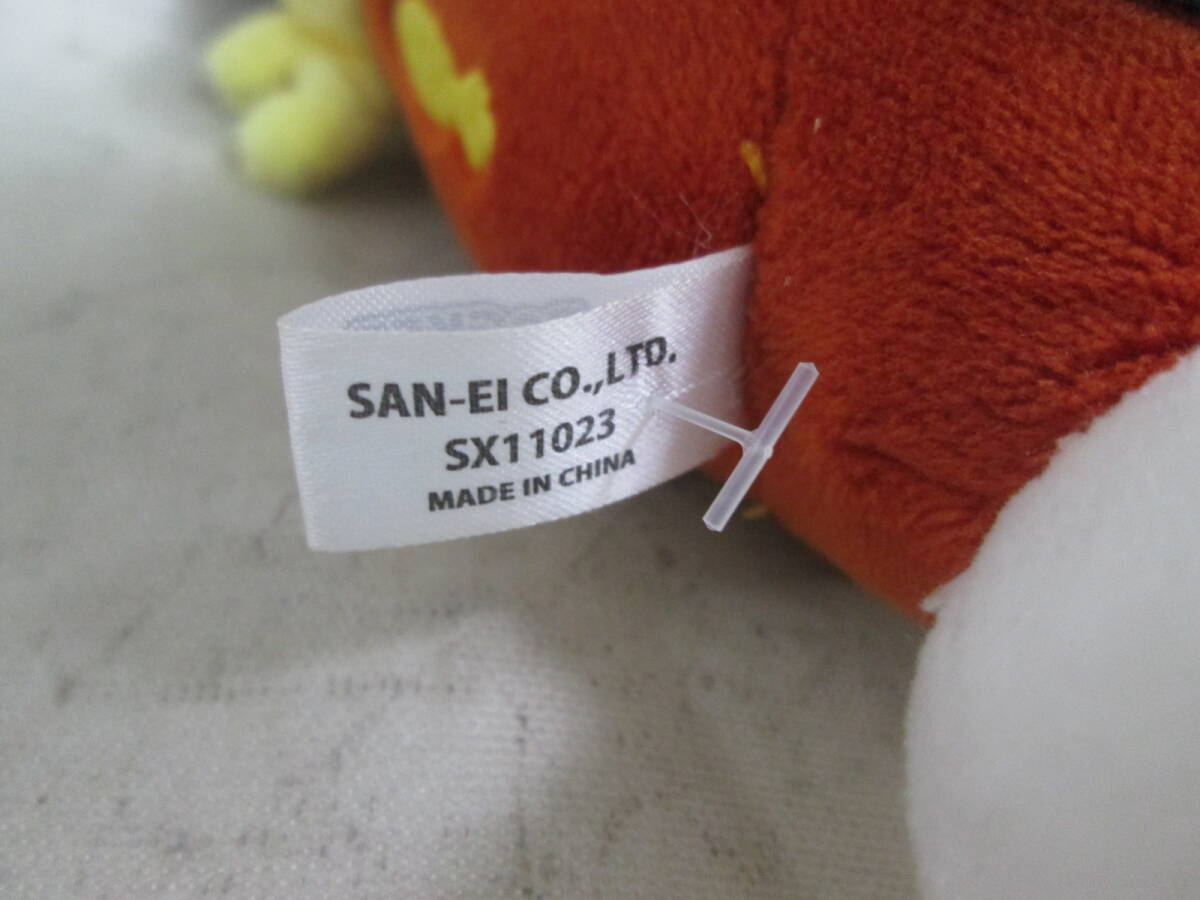 SAN-EI CO.,LTD.
SX11023
MADE IN CHINA